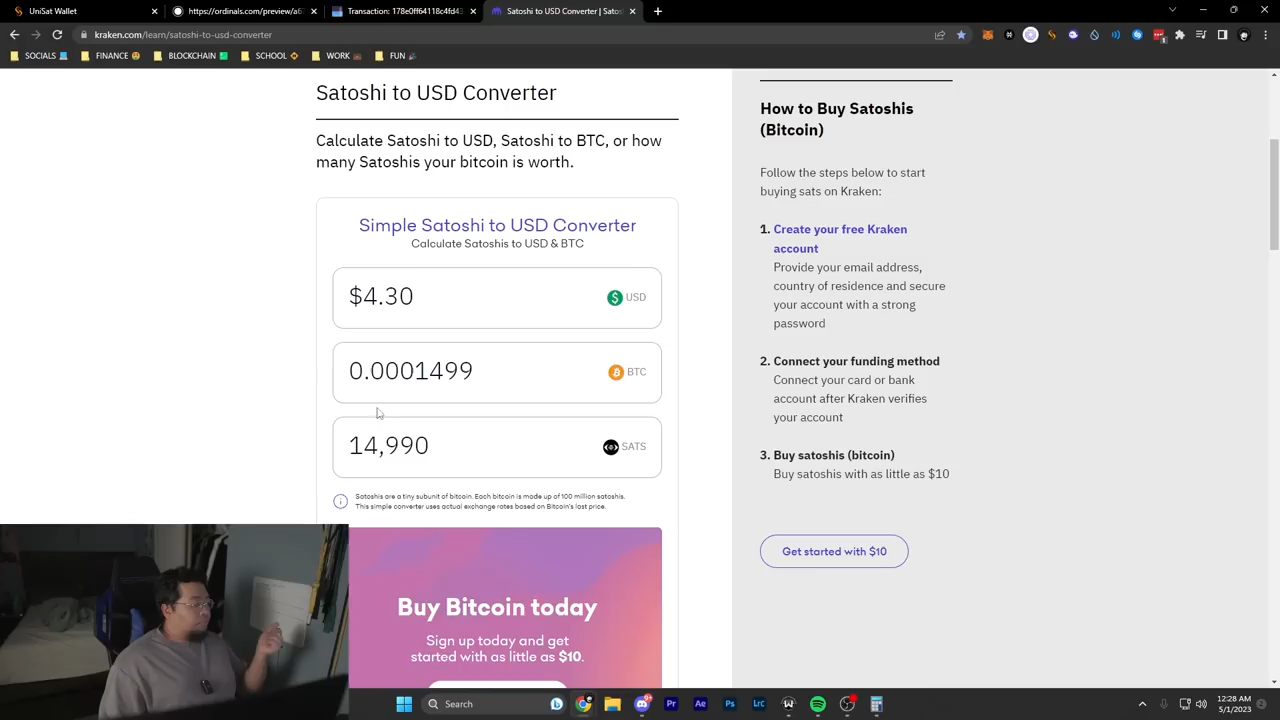 UniSat Wallet
https://ordinals.com/preview/a6
Transaction: 178e0ff64161c4fd43
Satoshi to USD Converter | Satos
kraken.com/learn/satoshi-to-usd-converter
SOCIALS
FINANCE
BLOCKCHAIN
SCHOOL
WORK
FUN
Satoshi to USD Converter
Calculate Satoshi to USD, Satoshi to BTC, or how
many Satoshis your bitcoin is worth.
Simple Satoshi to USD Converter
Calculate Satoshis to USD & BTC
$4.30
USD
0.0001499
BTC
14,990
SATS
Satoshis are a tiny subunit of bitcoin. Each bitcoin is made up of 100 million satoshis.
This simple converter uses actual exchange rates based on Bitcoin's last price.
Buy Bitcoin today
Sign up today and get
started with as little as $10.
How to Buy Satoshis
(Bitcoin)
Follow the steps below to start
buying sats on Kraken:
1. Create your free Kraken
account
Provide your email address,
country of residence and secure
your account with a strong
password
2. Connect your funding method
Connect your card or bank
account after Kraken verifies
your account
3. Buy satoshis (bitcoin)
Buy satoshis with as little as $10
Get started with $10
Search
Pr
Ae
Ps
Lrc
12:28 AM
5/1/2023